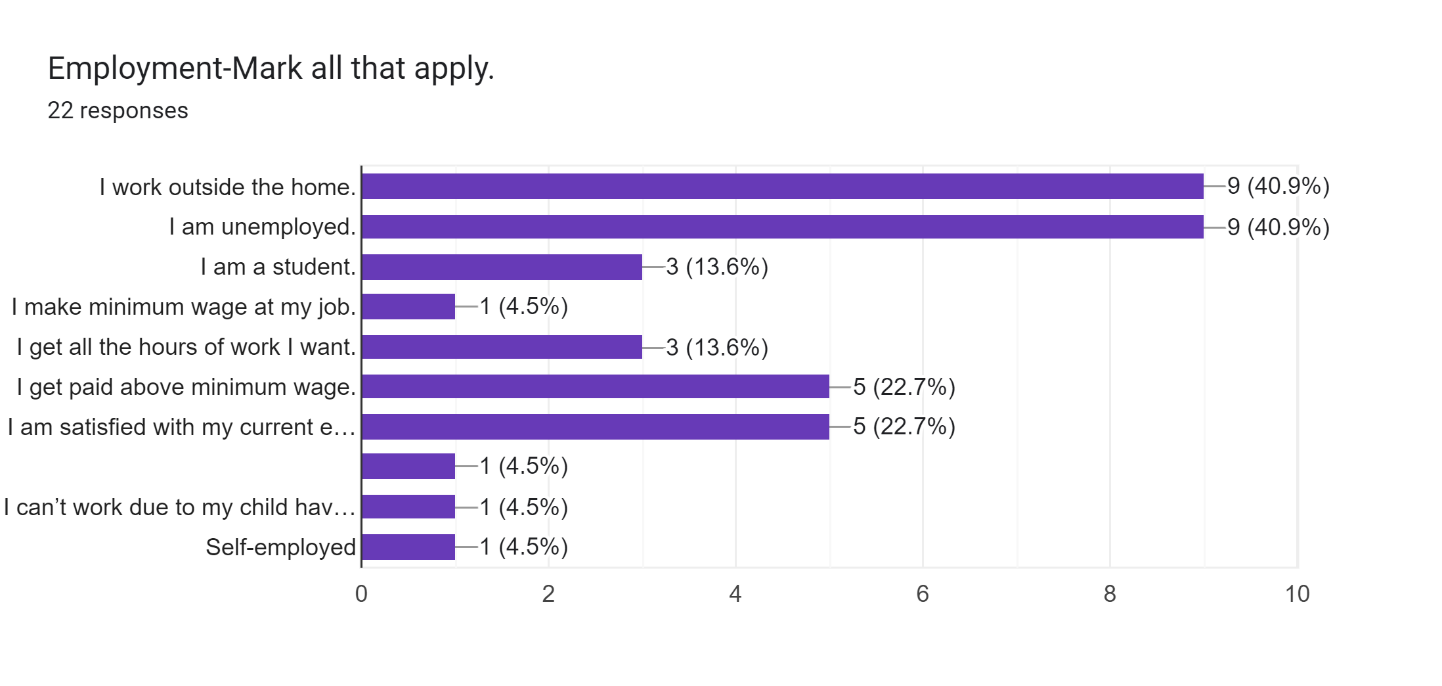 Employment-Mark all that apply.
22 responses
I work outside the home. 9 (40.9%)
I am unemployed. 9 (40.9%)
I am a student. 3 (13.6%)
I make minimum wage at my job. 1 (4.5%)
I get all the hours of work I want. 3 (13.6%)
I get paid above minimum wage. 5 (22.7%)
I am satisfied with my current e… 5 (22.7%)
1 (4.5%)
I can’t work due to my child hav… 1 (4.5%)
Self-employed 1 (4.5%)
0 2 4 6 8 10